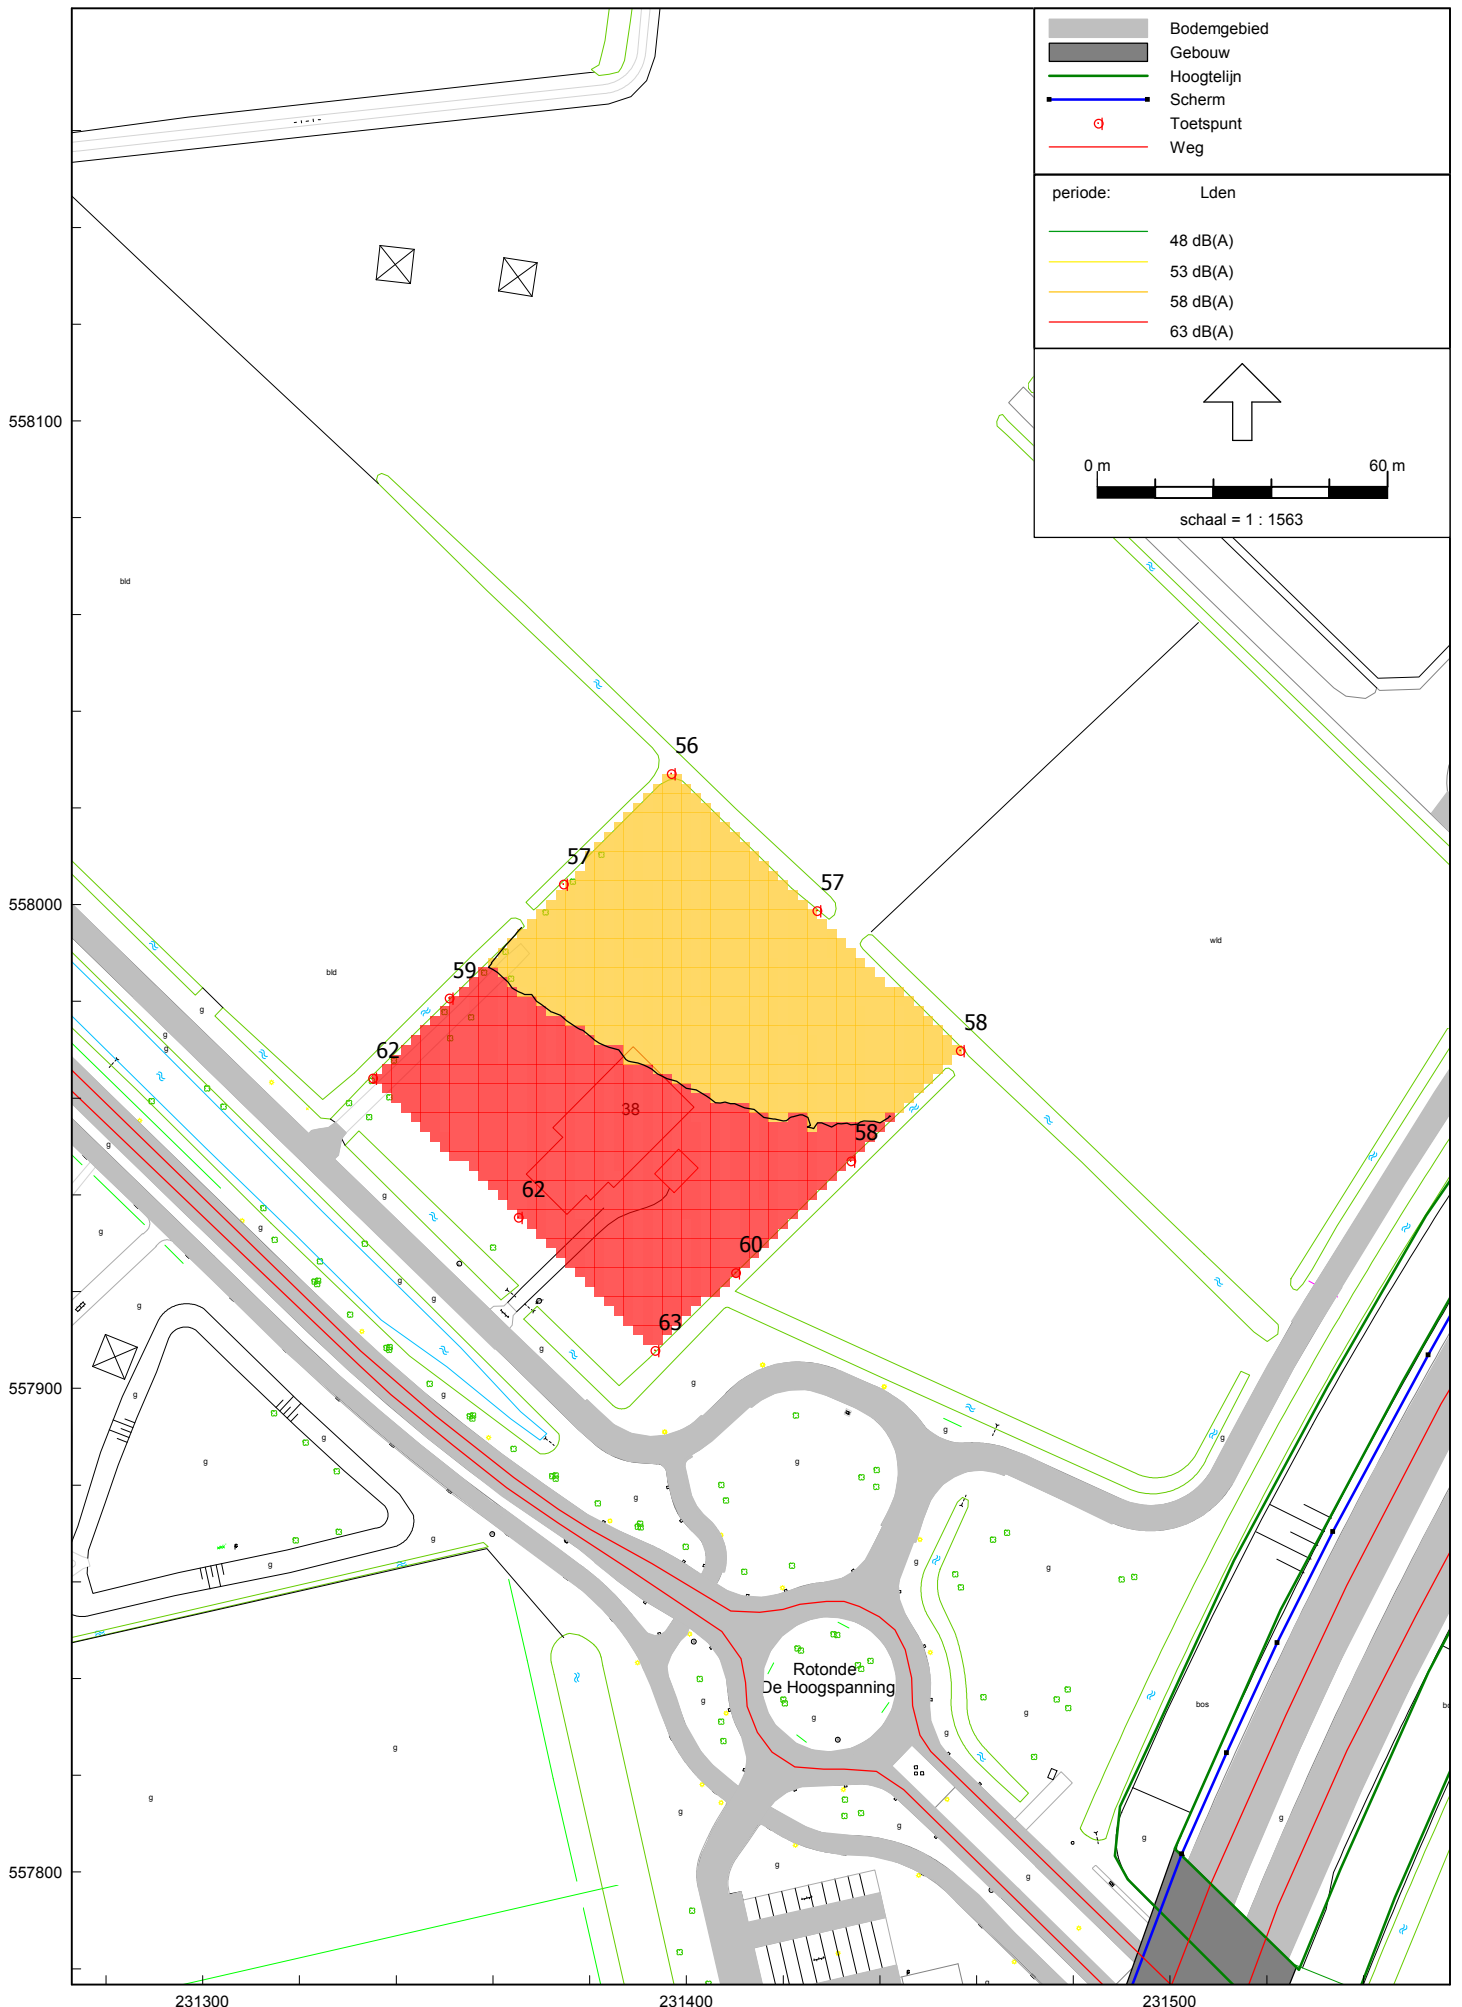 Bodemgebied
Gebouw
Hoogtelijn
Scherm
Toetspunt
Weg
periode: Lden
48 dB(A)
53 dB(A)
58 dB(A)
63 dB(A)
0 m 60 m
schaal = 1 : 1563
558100
bld
56
57
57
558000
wld
bld
59
58
62
38
58
62
60
63
557900
Rotonde
De Hoogspanning
bos
557800
231300 231400 231500